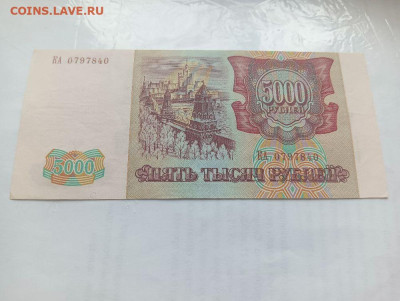 COINS.LAVE.RU
КА 0797840
5000
РУБЛЕЙ
КА 0797840
5000
ПЯТЬ ТЫСЯЧ РУБЛЕЙ